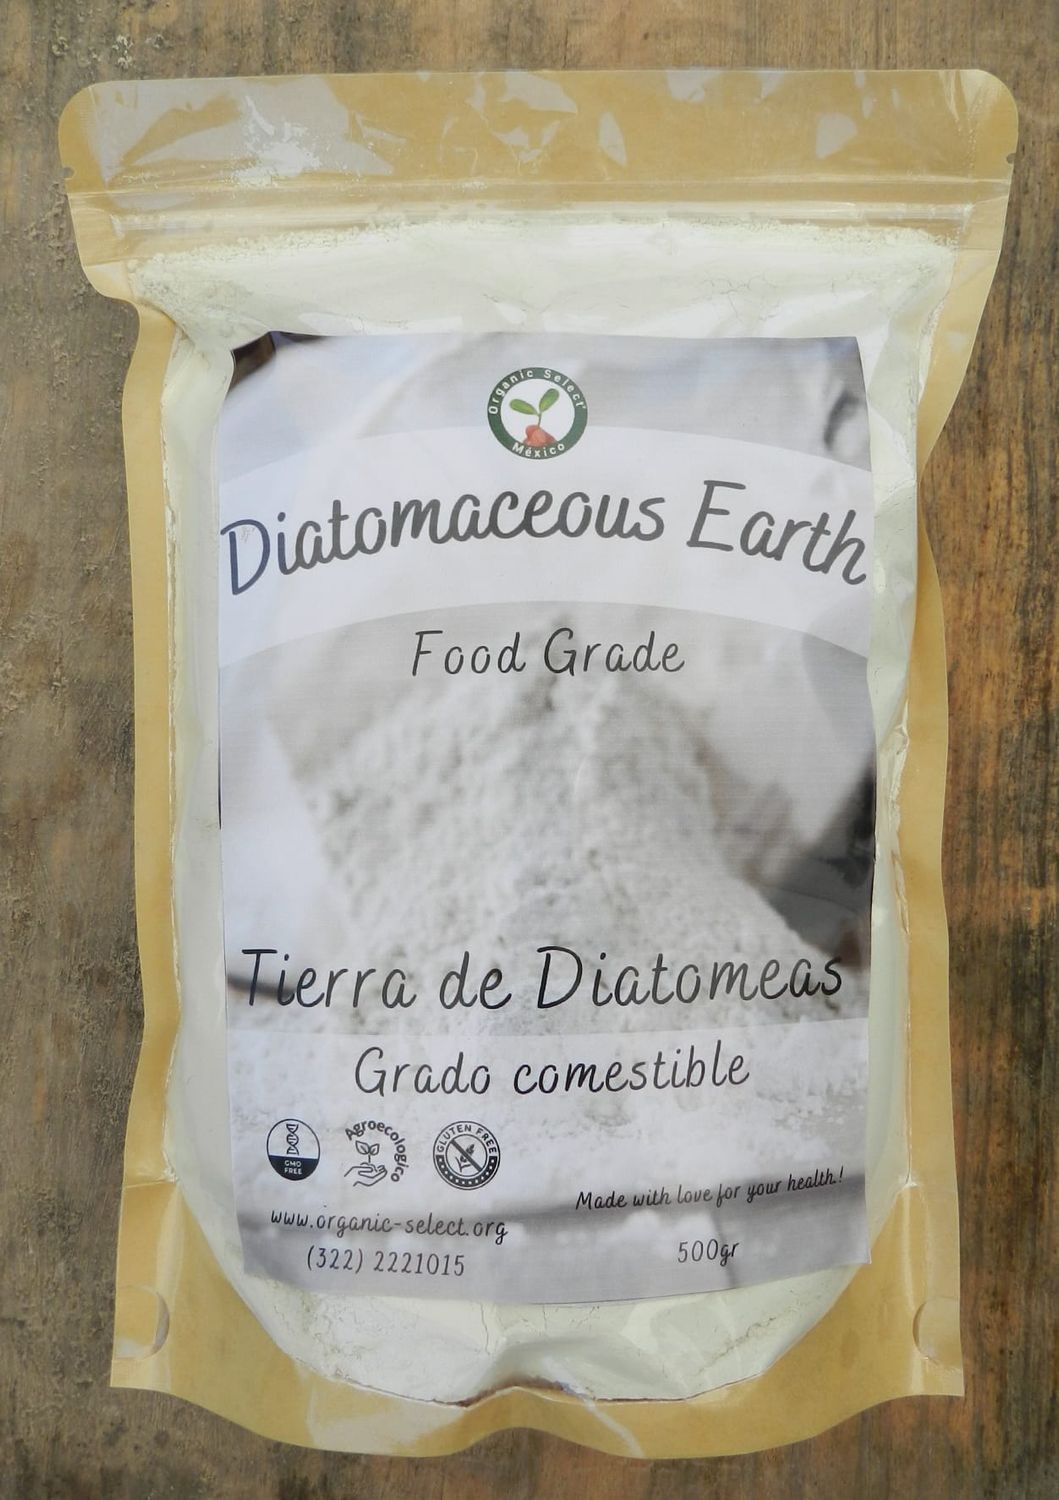 Organic Select
México
Diatomaceous Earth
Food Grade
Tierra de Diatomeas
Grado comestible
GMO
FREE
Agroecologico
GLUTEN FREE
Made with love for your health!
www.organic-select.org
(322) 2221015
500gr